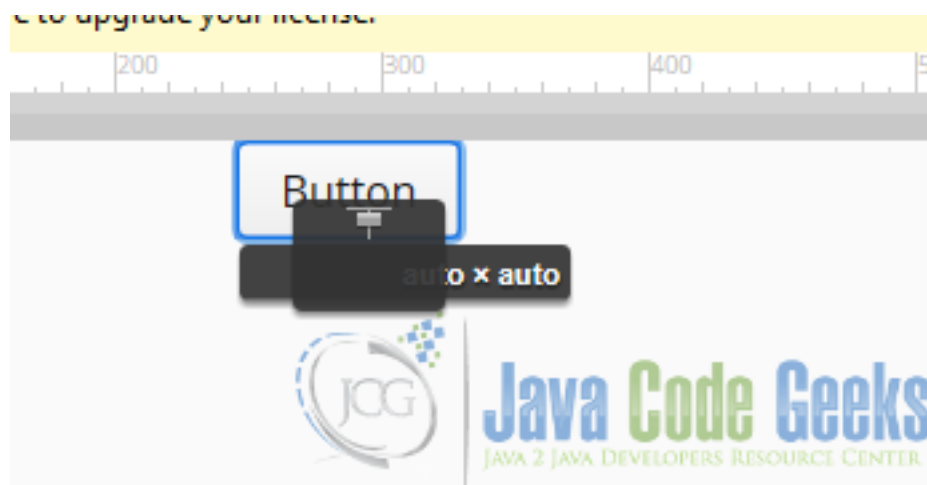 e to upgrade your license.
200 300 400 5
Button
auto × auto
JCG
Java Code Geeks
JAVA 2 JAVA DEVELOPERS RESOURCE CENTER